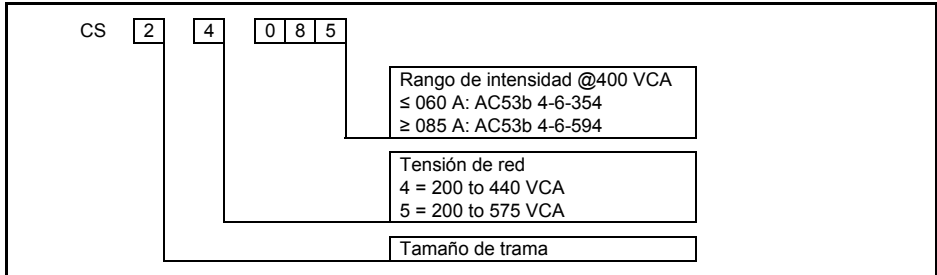 CS 2 4 0 8 5
Rango de intensidad @400 VCA
≤ 060 A: AC53b 4-6-354
≥ 085 A: AC53b 4-6-594
Tensión de red
4 = 200 to 440 VCA
5 = 200 to 575 VCA
Tamaño de trama